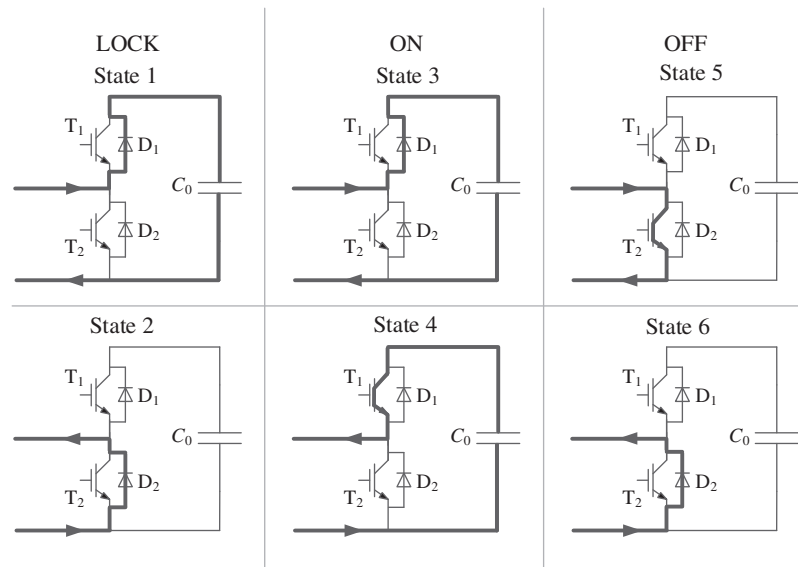 LOCK
State 1
T1
D1
C0
T2
D2
ON
State 3
T1
D1
C0
T2
D2
OFF
State 5
T1
D1
C0
T2
D2
State 2
T1
D1
C0
T2
D2
State 4
T1
D1
C0
T2
D2
State 6
T1
D1
C0
T2
D2